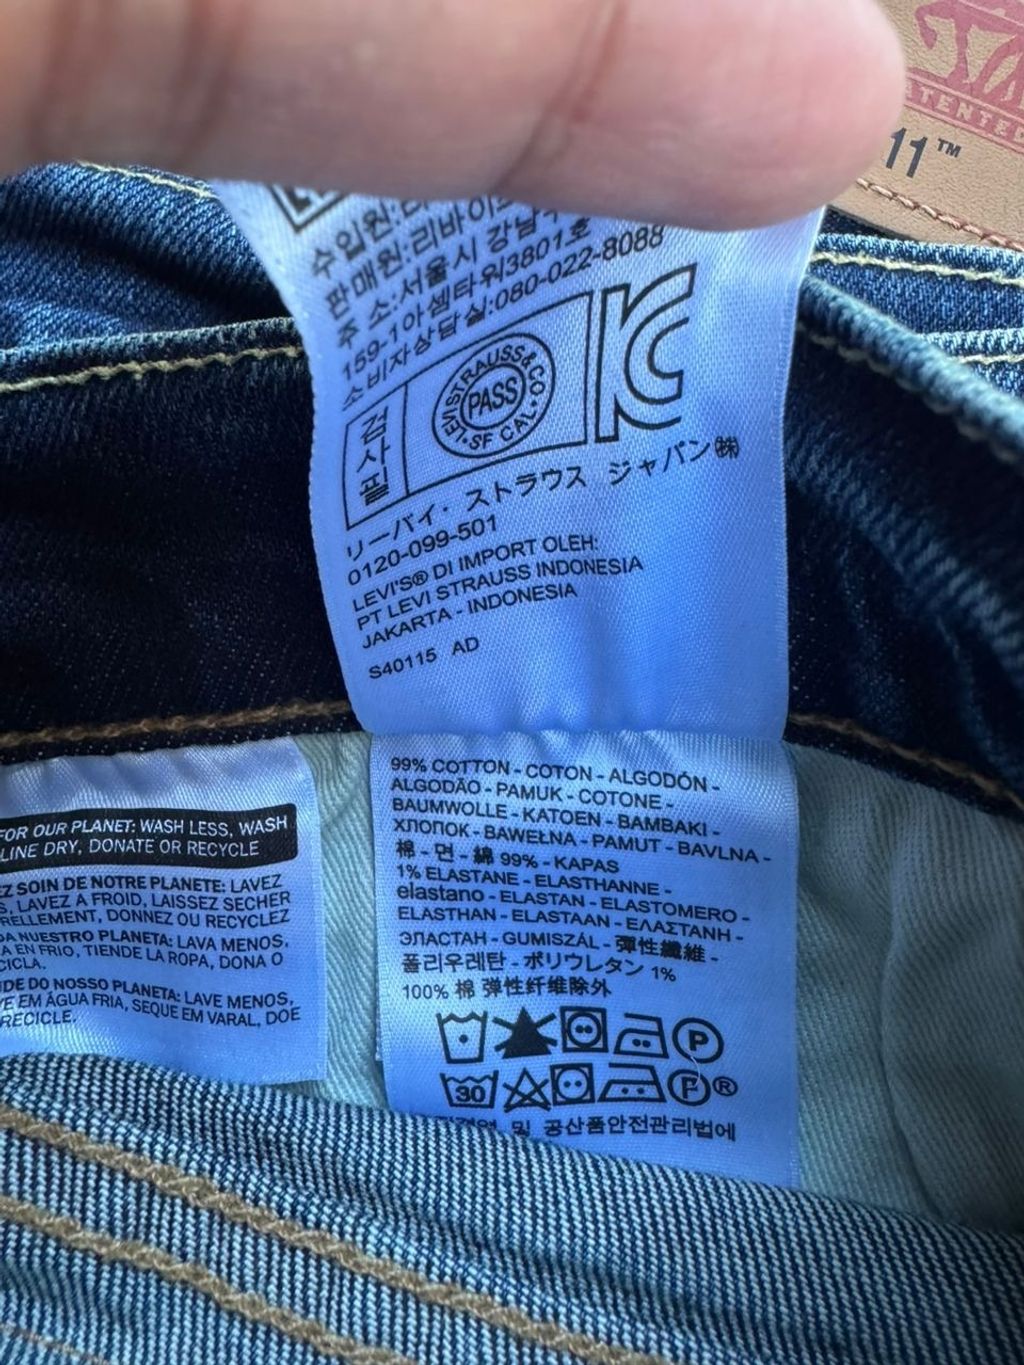 TENTED
11™
수입원:리
판매원:리바이
주 소:서울시 강남
159-1아셈타워3801호
소비자상담실:080-022-8088
검사필
LEVI STRAUSS & CO.
PASS
SF CAL
KC
リーバイ・ストラウス ジャパン㈱
0120-099-501
LEVI'S® DI IMPORT OLEH:
PT LEVI STRAUSS INDONESIA
JAKARTA - INDONESIA
S40115 AD
99% COTTON - COTON - ALGODÓN -
ALGODÃO - PAMUK - COTONE -
BAUMWOLLE - KATOEN - BAMBAKI -
ХЛОПОК - BAWEŁNA - PAMUT - BAVLNA -
棉 - 면 - 綿 99% - KAPAS
1% ELASTANE - ELASTHANNE -
elastano - ELASTAN - ELASTOMERO -
ELASTHAN - ELASTAAN - ΕΛΑΣΤΑΝΗ -
ЭЛАСТАН - GUMISZÁL - 彈性纖維 -
폴리우레탄 - ポリウレタン 1%
100% 棉 弹性纤维除外
P
30
F®
및 공산품안전관리법에
FOR OUR PLANET: WASH LESS, WASH
LINE DRY, DONATE OR RECYCLE
EZ SOIN DE NOTRE PLANETE: LAVEZ
S, LAVEZ A FROID, LAISSEZ SECHER
RELLEMENT, DONNEZ OU RECYCLEZ
DA NUESTRO PLANETA: LAVA MENOS,
A EN FRIO, TIENDE LA ROPA, DONA O
CICLA.
IDE DO NOSSO PLANETA: LAVE MENOS,
VE EM ÁGUA FRIA, SEQUE EM VARAL, DOE
RECICLE.